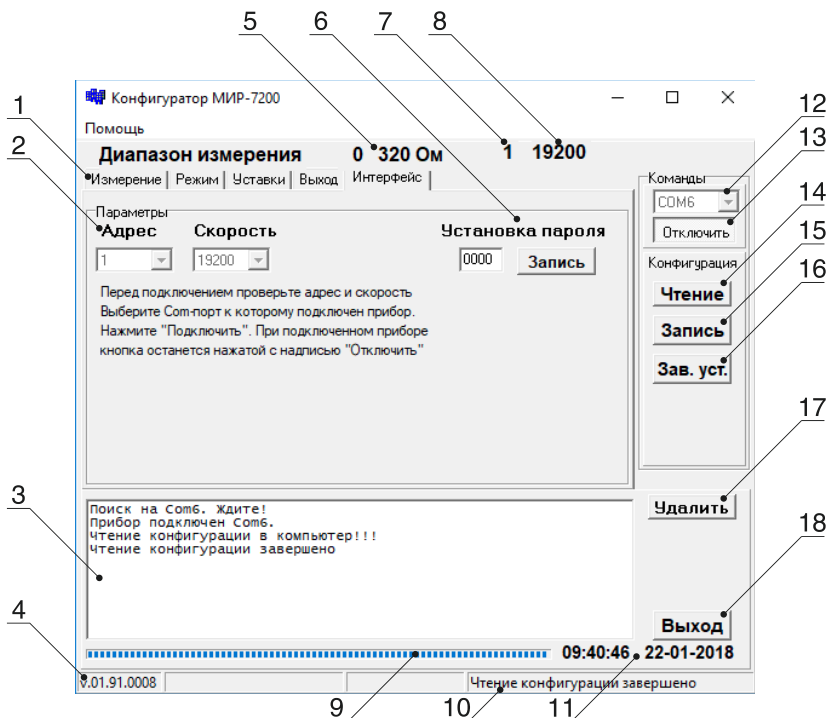 5 6 7 8
Конфигуратор МИР-7200
1
12
Помощь
2
13
Диапазон измерения 0 320 Ом 1 19200
Измерение Режим Уставки Выход Интерфейс
Команды
COM6
14
Параметры
Адрес Скорость Установка пароля
Отключить
15
1 19200 0000 Запись
Конфигурация
16
Перед подключением проверьте адрес и скорость
Чтение
Выберите Com-порт к которому подключен прибор.
Нажмите "Подключить". При подключенном приборе
Запись
кнопка останется нажатой с надписью "Отключить"
Зав. уст.
17
3
Поиск на Com6. Ждите!
Удалить
Прибор подключен Com6.
Чтение конфигурации в компьютер!!!
18
Чтение конфигурации завершено
4
Выход
09:40:46 22-01-2018
V.01.91.0008 Чтение конфигурации завершено
9 10 11